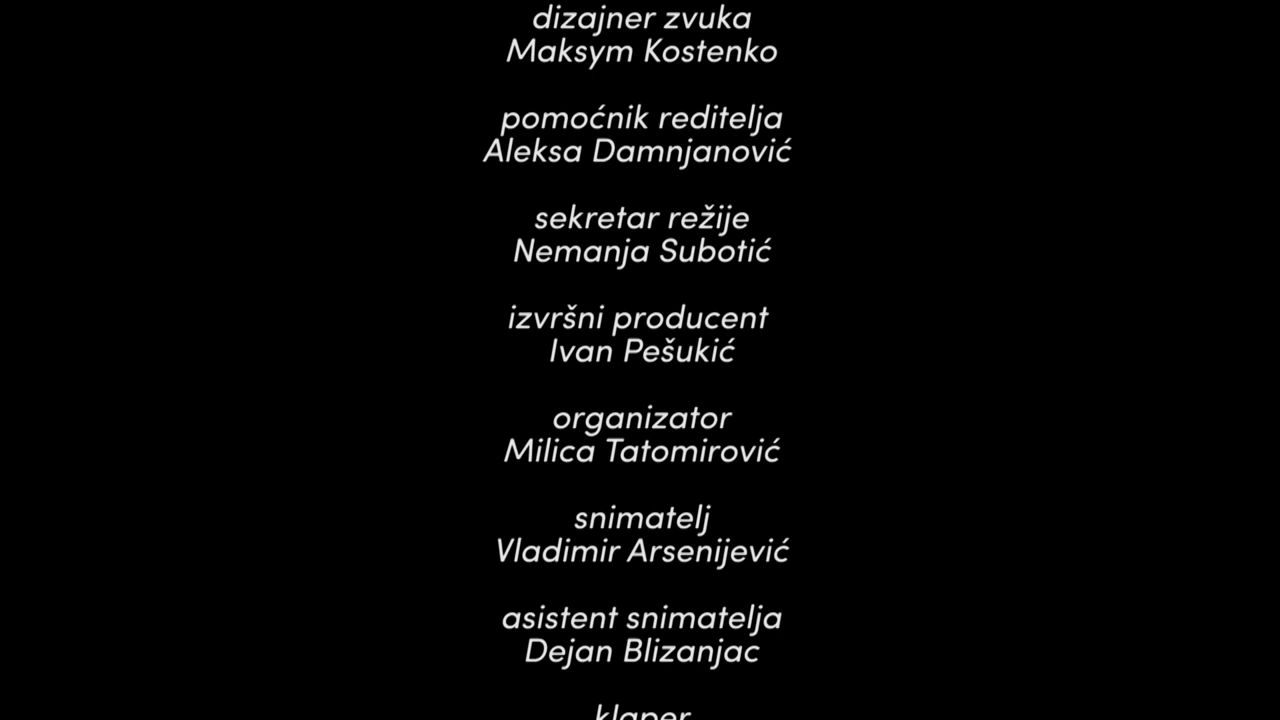 dizajner zvuka
Maksym Kostenko
pomoćnik reditelja
Aleksa Damnjanović
sekretar režije
Nemanja Subotić
izvršni producent
Ivan Pešukić
organizator
Milica Tatomirović
snimatelj
Vladimir Arsenijević
asistent snimatelja
Dejan Blizanjac
klaper